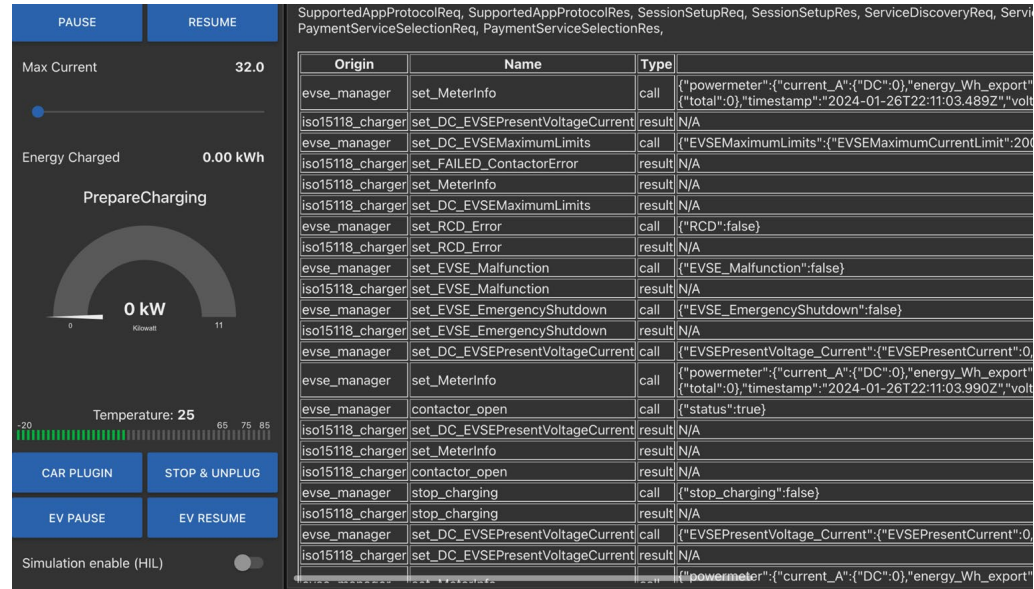 PAUSE
RESUME
Max Current 32.0
Energy Charged 0.00 kWh
PrepareCharging
0 kW
0 Kilowatt 11
Temperature: 25
-20 65 75 85
CAR PLUGIN
STOP & UNPLUG
EV PAUSE
EV RESUME
Simulation enable (HIL)
SupportedAppProtocolReq, SupportedAppProtocolRes, SessionSetupReq, SessionSetupRes, ServiceDiscoveryReq, Servic
PaymentServiceSelectionReq, PaymentServiceSelectionRes,
Origin Name Type
evse_manager set_MeterInfo call {"powermeter":{"current_A":{"DC":0},"energy_Wh_export"
{"total":0},"timestamp":"2024-01-26T22:11:03.489Z","volt
iso15118_charger set_DC_EVSEPresentVoltageCurrent result N/A
evse_manager set_DC_EVSEMaximumLimits call {"EVSEMaximumLimits":{"EVSEMaximumCurrentLimit":200
iso15118_charger set_FAILED_ContactorError result N/A
iso15118_charger set_MeterInfo result N/A
iso15118_charger set_DC_EVSEMaximumLimits result N/A
evse_manager set_RCD_Error call {"RCD":false}
iso15118_charger set_RCD_Error result N/A
evse_manager set_EVSE_Malfunction call {"EVSE_Malfunction":false}
iso15118_charger set_EVSE_Malfunction result N/A
evse_manager set_EVSE_EmergencyShutdown call {"EVSE_EmergencyShutdown":false}
iso15118_charger set_EVSE_EmergencyShutdown result N/A
evse_manager set_DC_EVSEPresentVoltageCurrent call {"EVSEPresentVoltage_Current":{"EVSEPresentCurrent":0,
evse_manager set_MeterInfo call {"powermeter":{"current_A":{"DC":0},"energy_Wh_export"
{"total":0},"timestamp":"2024-01-26T22:11:03.990Z","volt
evse_manager contactor_open call {"status":true}
iso15118_charger set_DC_EVSEPresentVoltageCurrent result N/A
iso15118_charger set_MeterInfo result N/A
iso15118_charger contactor_open result N/A
evse_manager stop_charging call {"stop_charging":false}
iso15118_charger stop_charging result N/A
evse_manager set_DC_EVSEPresentVoltageCurrent call {"EVSEPresentVoltage_Current":{"EVSEPresentCurrent":0,
iso15118_charger set_DC_EVSEPresentVoltageCurrent result N/A
{"powermeter":{"current_A":{"DC":0},"energy_Wh_export"